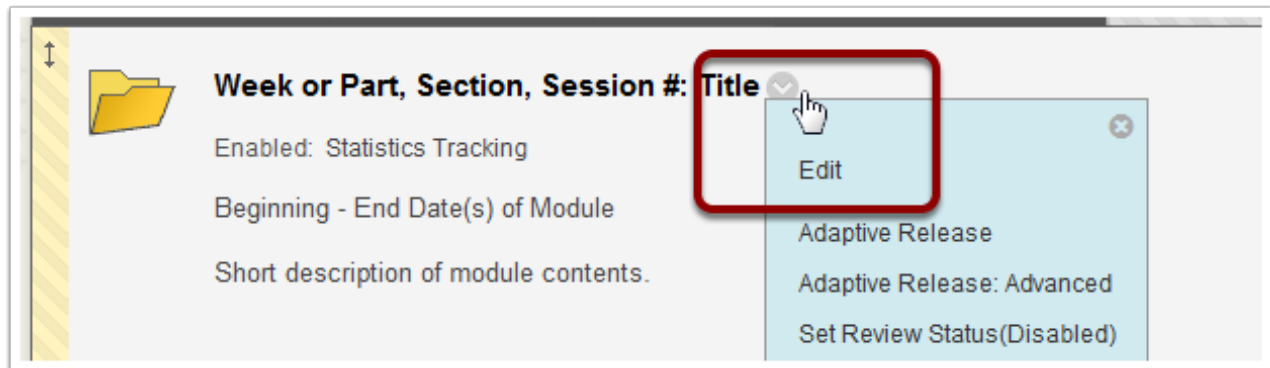 Week or Part, Section, Session #: Title
Enabled: Statistics Tracking
Beginning - End Date(s) of Module
Short description of module contents.
Edit
Adaptive Release
Adaptive Release: Advanced
Set Review Status(Disabled)